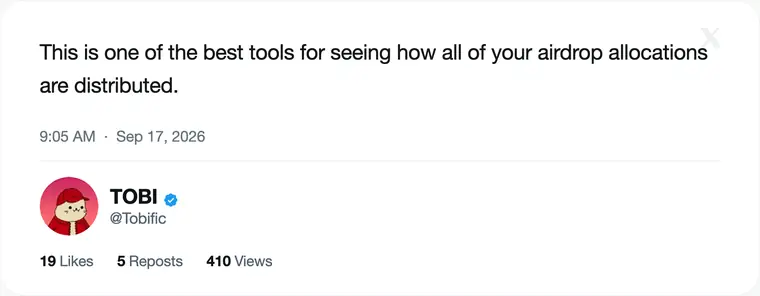 This is one of the best tools for seeing how all of your airdrop allocations
are distributed.
9:05 AM · Sep 17, 2026
TOBI
@Tobific
19 Likes 5 Reposts 410 Views